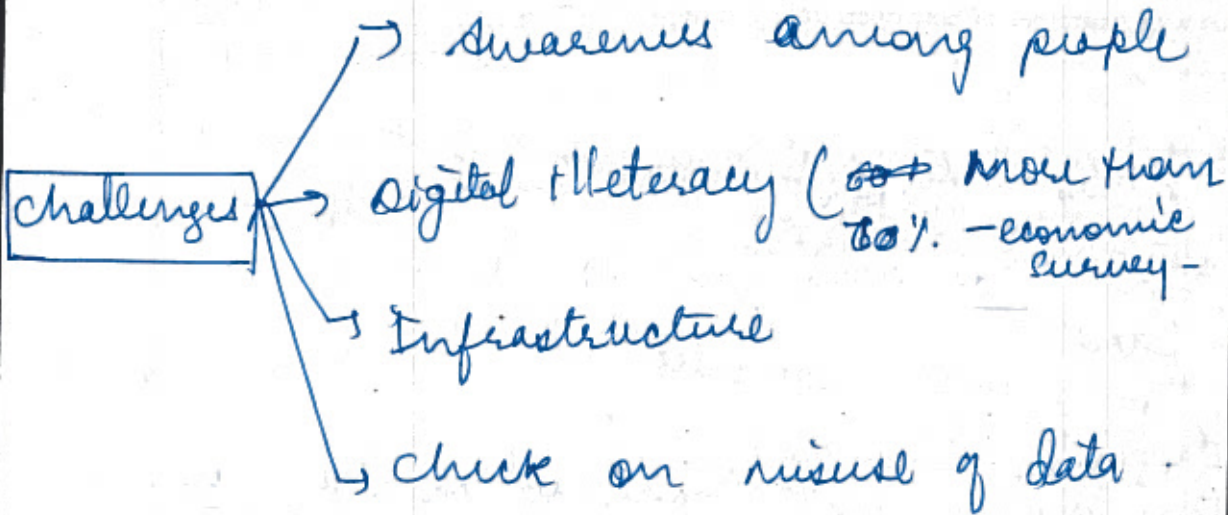 → Awareness among people
challenges → Digital illeteracy ( more than
60%. - economic
survey -
→ Infrastructure
→ check on misuse of data.